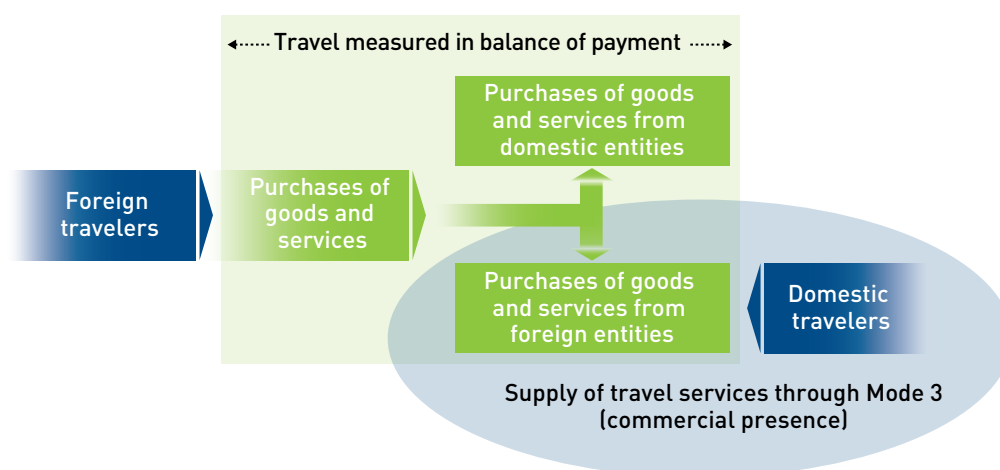 Travel measured in balance of payment
Purchases of goods
and services from
domestic entities
Foreign
travelers
Purchases of
goods and
services
Purchases of goods
and services from
foreign entities
Domestic
travelers
Supply of travel services through Mode 3
(commercial presence)